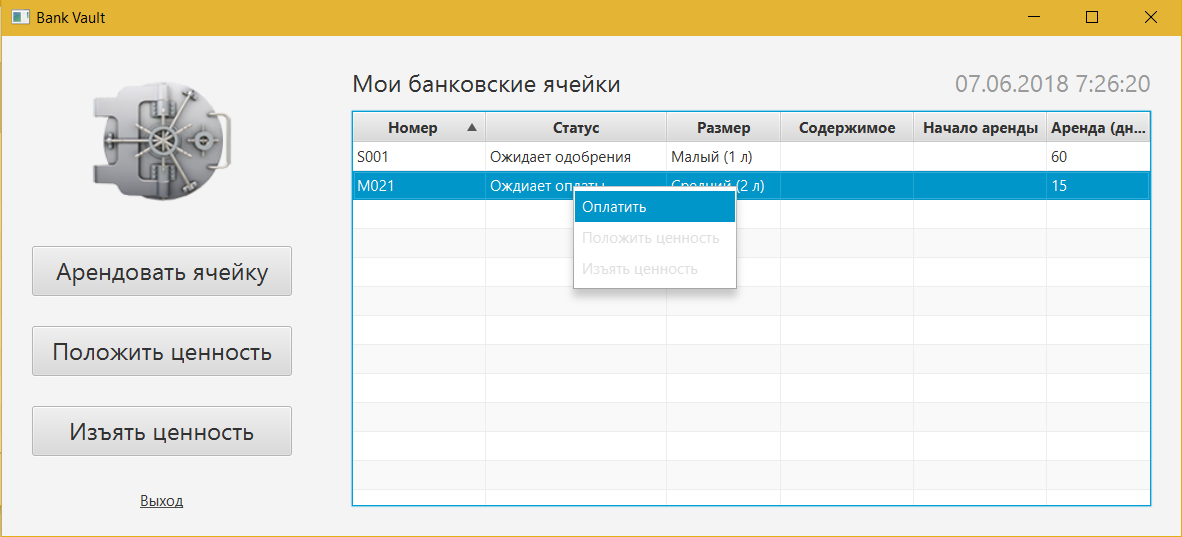 Bank Vault
Мои банковские ячейки
07.06.2018 7:26:20
Номер Статус Размер Содержимое Начало аренды Аренда (дн...
S001 Ожидает одобрения Малый (1 л) 60
M021 Ождиает оплаты Средний (2 л) 15
Оплатить
Положить ценность
Изъять ценность
Арендовать ячейку
Положить ценность
Изъять ценность
Выход